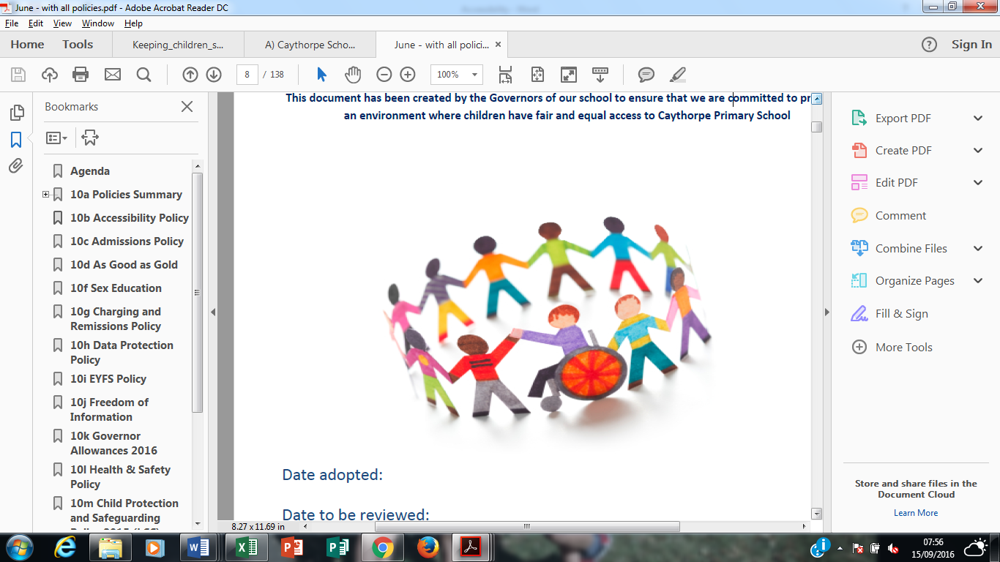 June - with all policies.pdf - Adobe Acrobat Reader DC
File Edit View Window Help
Home Tools Keeping_children_s... A) Caythorpe Scho... June - with all polici... Sign In
8 / 138 100%
Bookmarks
Agenda
10a Policies Summary
10b Accessibility Policy
10c Admissions Policy
10d As Good as Gold
10f Sex Education
10g Charging and
Remissions Policy
10h Data Protection
Policy
10i EYFS Policy
10j Freedom of
Information
10k Governor
Allowances 2016
10l Health & Safety
Policy
10m Child Protection
and Safeguarding
This document has been created by the Governors of our school to ensure that we are committed to pr
an environment where children have fair and equal access to Caythorpe Primary School
Date adopted:
Date to be reviewed:
8.27 x 11.69 in
Export PDF
Create PDF
Edit PDF
Comment
Combine Files
Organize Pages
Fill & Sign
More Tools
Store and share files in the
Document Cloud
Learn More
07:56
15/09/2016